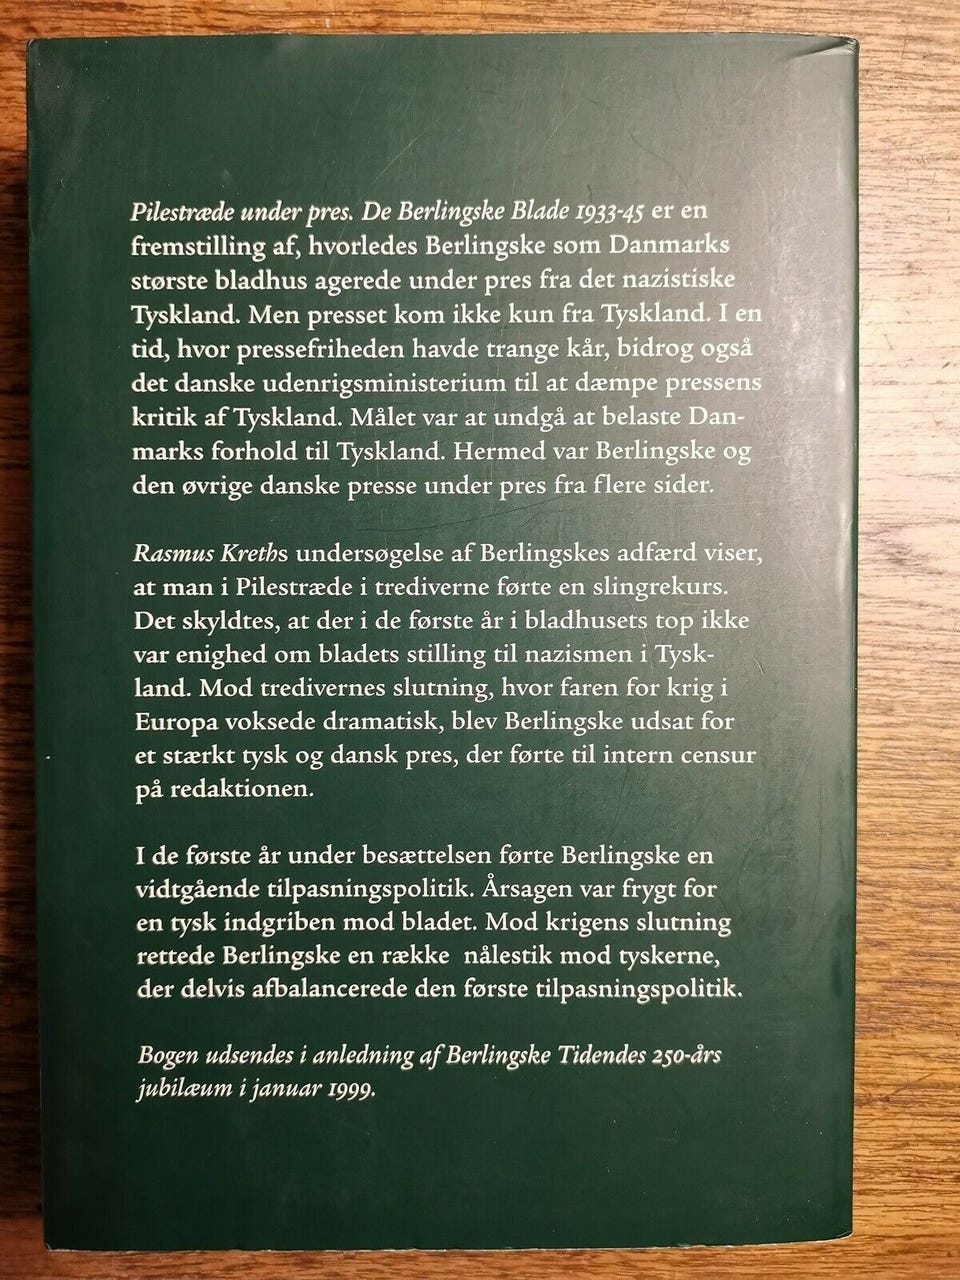 Pilestræde under pres. De Berlingske Blade 1933-45 er en
fremstilling af, hvorledes Berlingske som Danmarks
største bladhus agerede under pres fra det nazistiske
Tyskland. Men presset kom ikke kun fra Tyskland. I en
tid, hvor pressefriheden havde trange kår, bidrog også
det danske udenrigsministerium til at dæmpe pressens
kritik af Tyskland. Målet var at undgå at belaste Dan-
marks forhold til Tyskland. Hermed var Berlingske og
den øvrige danske presse under pres fra flere sider.
Rasmus Kreths undersøgelse af Berlingskes adfærd viser,
at man i Pilestræde i trediverne førte en slingrekurs.
Det skyldtes, at der i de første år i bladhusets top ikke
var enighed om bladets stilling til nazismen i Tysk-
land. Mod tredivernes slutning, hvor faren for krig i
Europa voksede dramatisk, blev Berlingske udsat for
et stærkt tysk og dansk pres, der førte til intern censur
på redaktionen.
I de første år under besættelsen førte Berlingske en
vidtgående tilpasningspolitik. Årsagen var frygt for
en tysk indgriben mod bladet. Mod krigens slutning
rettede Berlingske en række nålestik mod tyskerne,
der delvis afbalancerede den første tilpasningspolitik.
Bogen udsendes i anledning af Berlingske Tidendes 250-års
jubilæum i januar 1999.